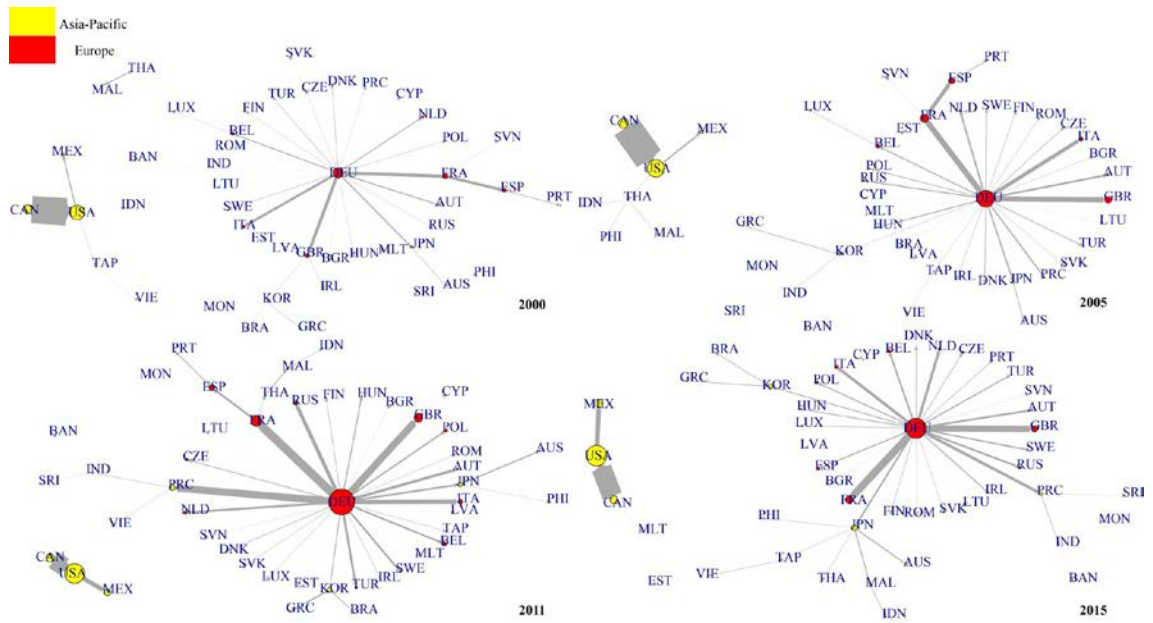 Asia-Pacific
Europe
SVK
THA
MAL
CZE
DNK
PRC
CYP
TUR
NLD
LUX
FIN
BEL
ROM
POL
SVN
MEX
BAN
IND
DEU
FRA
ESP
LTU
PRT
CAN
USA
IDN
SWE
AUT
ITA
RUS
EST
LVA
GBR
BGR
HUN
MLT
JPN
TAP
IRL
SRI
AUS
PHI
VIE
MON
KOR
BRA
GRC
2000
PRT
SVN
ESP
LUX
FRA
NLD
SWE
FIN
ROM
CAN
MEX
EST
CZE
ITA
BEL
BGR
USA
POL
RUS
AUT
IDN
THA
CYP
DEU
GBR
MLT
LTU
PHI
MAL
GRC
HUN
KOR
BRA
LVA
TUR
MON
TAP
IRL
DNK
JPN
PRC
SVK
IND
SRI
VIE
AUS
2005
PRT
IDN
MAL
MON
ESP
THA
RUS
FIN
HUN
BGR
CYP
FRA
GBR
LTU
POL
BAN
CZE
ROM
AUS
SRI
IND
PRC
AUT
JPN
DEU
ITA
PHI
NLD
LVA
VIE
SVN
TAP
DNK
BEL
CAN
USA
SVK
MLT
MEX
LUX
EST
KOR
TUR
IRL
SWE
GRC
BRA
2011
BAN
DNK
BRA
CYP
BEL
NLD
CZE
ITA
PRT
GRC
KOR
POL
TUR
MEX
HUN
SVN
LUX
AUT
DEU
GBR
USA
LVA
SWE
ESP
RUS
BGR
CAN
FRA
IRL
PRC
SRI
MLT
PHI
JPN
FIN
ROM
SVK
LTU
MON
IND
EST
VIE
TAP
THA
MAL
AUS
BAN
IDN
2015